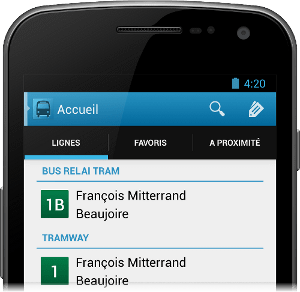 4:20
Accueil
LIGNES FAVORIS A PROXIMITÉ
BUS RELAI TRAM
1B François Mitterrand
Beaujoire
TRAMWAY
1 François Mitterrand
Beaujoire